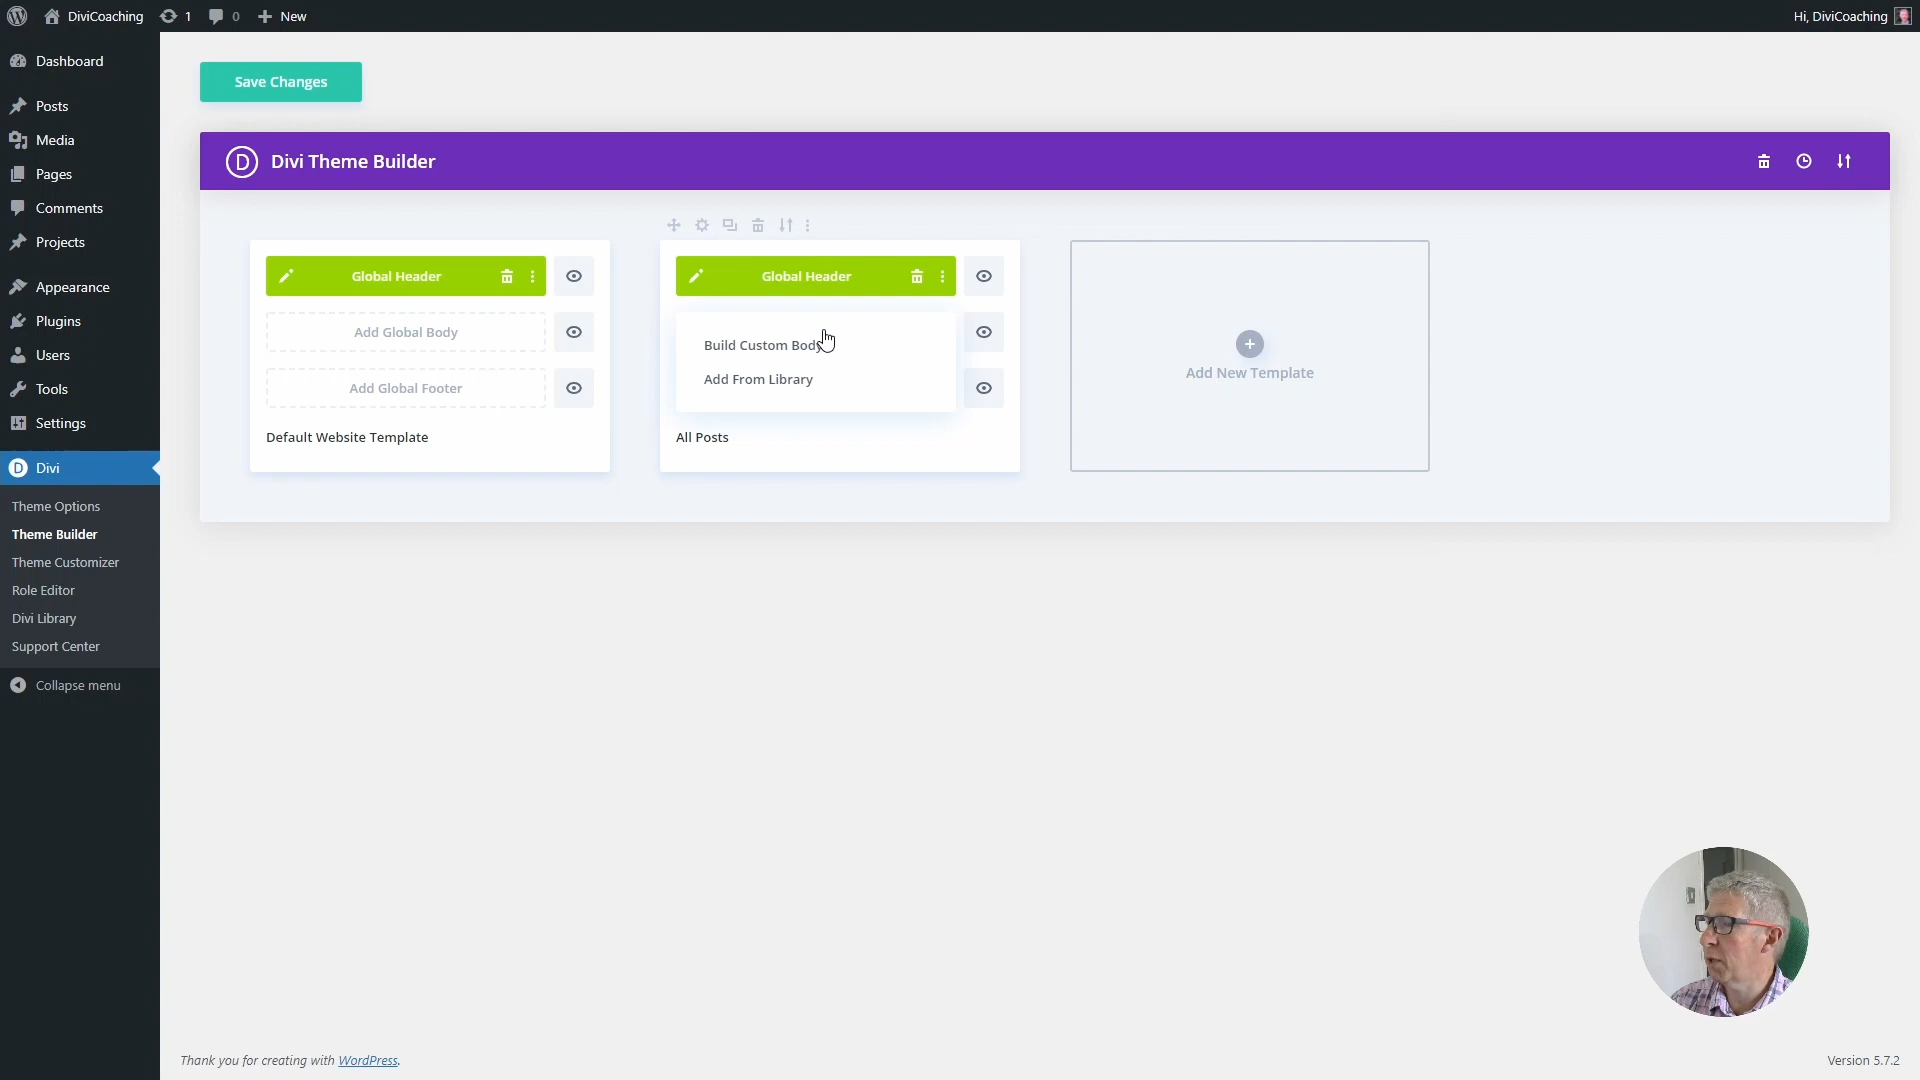 DiviCoaching
1
0
New
Hi, DiviCoaching
Dashboard
Posts
Media
Pages
Comments
Projects
Appearance
Plugins
Users
Tools
Settings
Divi
Theme Options
Theme Builder
Theme Customizer
Role Editor
Divi Library
Support Center
Collapse menu
Save Changes
D Divi Theme Builder
Global Header
Add Global Body
Add Global Footer
Default Website Template
Global Header
Build Custom Body
Add From Library
All Posts
Add New Template
Thank you for creating with WordPress.
Version 5.7.2